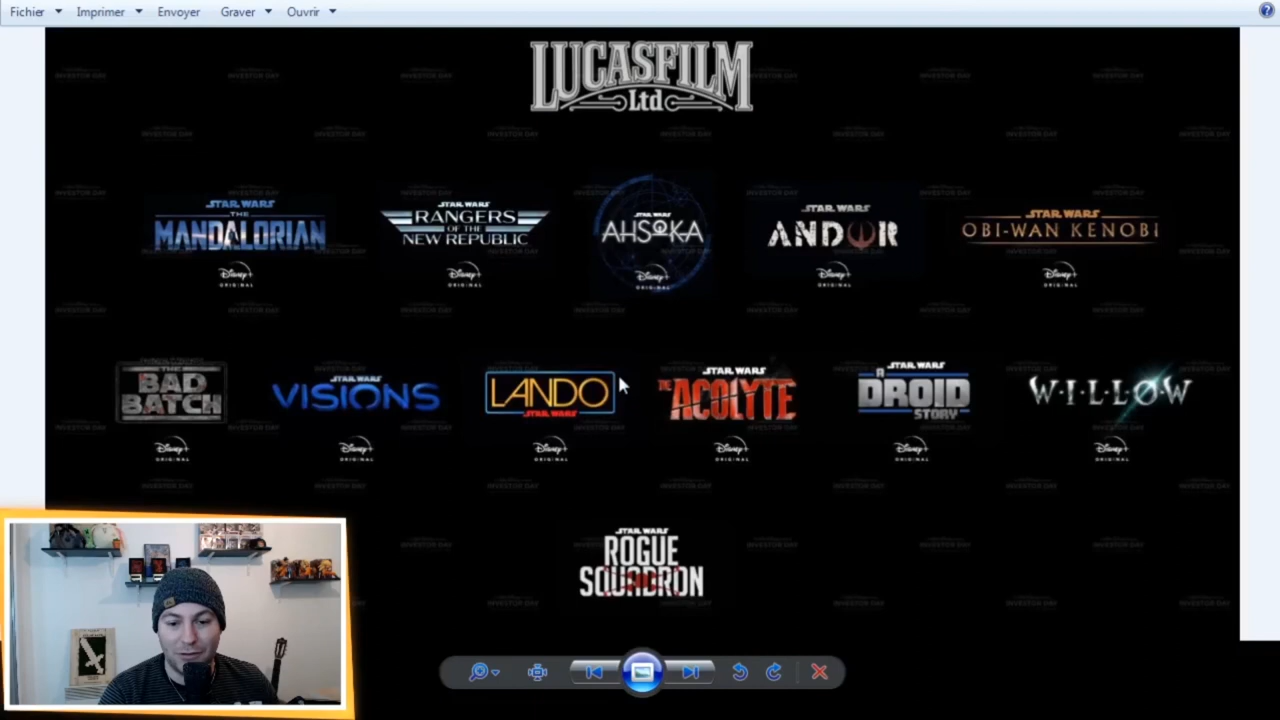 Fichier Imprimer Envoyer Graver Ouvrir
LUCASFILM
Ltd
STAR WARS
THE
MANDALORIAN
Disney+
ORIGINAL
STAR WARS
RANGERS
OF THE
NEW REPUBLIC
Disney+
ORIGINAL
STAR WARS
AHSOKA
Disney+
ORIGINAL
STAR WARS
ANDOR
Disney+
ORIGINAL
STAR WARS
OBI-WAN KENOBI
Disney+
ORIGINAL
THE
BAD
BATCH
Disney+
ORIGINAL
STAR WARS
VISIONS
Disney+
ORIGINAL
LANDO
STAR WARS
Disney+
ORIGINAL
STAR WARS
THE ACOLYTE
Disney+
ORIGINAL
STAR WARS
A DROID
STORY
Disney+
ORIGINAL
WILLOW
Disney+
ORIGINAL
STAR WARS
ROGUE
SQUADRON
INVESTOR DAY